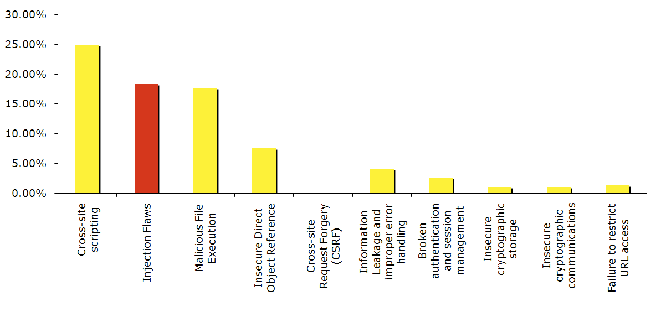 30.00%
25.00%
20.00%
15.00%
10.00%
5.00%
0.00%
Cross-site
scripting
Injection Flaws
Malicious File
Execution
Insecure Direct
Object Reference
Cross-site
Request Forgery
(CSRF)
Information
Leakage and
Improper error
handling
Broken
authentication
and session
management
Insecure
cryptographic
storage
Insecure
cryptographic
communications
Failure to restrict
URL access